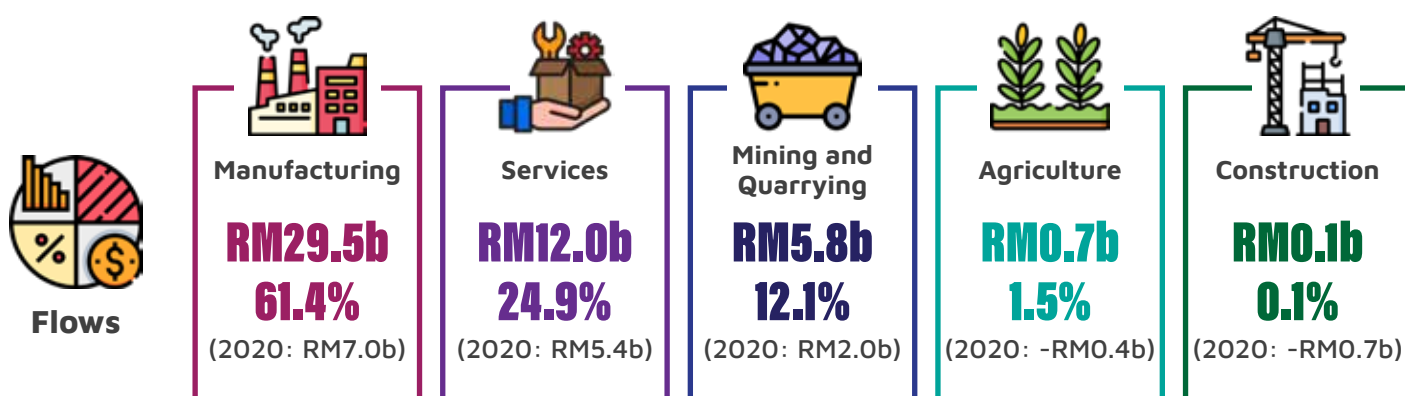 Flows
Manufacturing
RM29.5b
61.4%
(2020: RM7.0b)
Services
RM12.0b
24.9%
(2020: RM5.4b)
Mining and
Quarrying
RM5.8b
12.1%
(2020: RM2.0b)
Agriculture
RM0.7b
1.5%
(2020: -RM0.4b)
Construction
RM0.1b
0.1%
(2020: -RM0.7b)
%
$